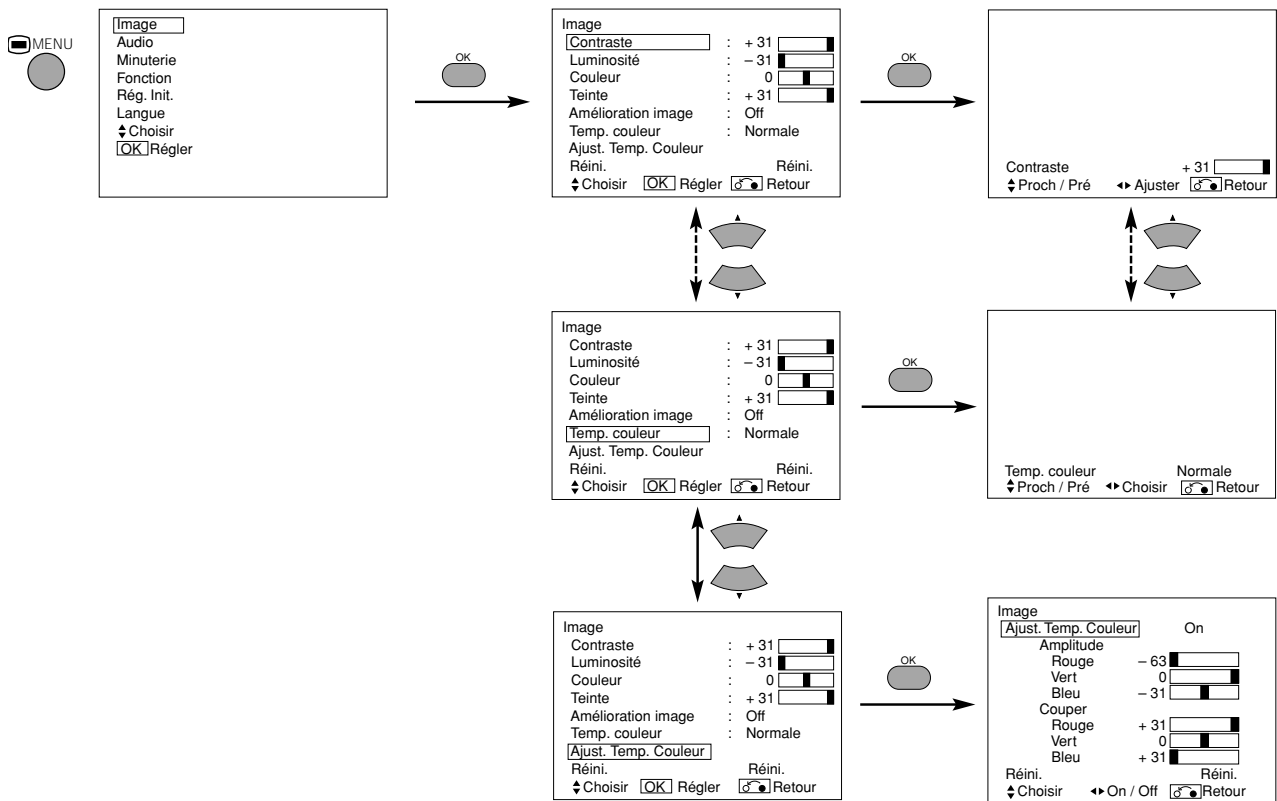 MENU
Image
Audio
Minuterie
Fonction
Rég. Init.
Langue
Choisir
OK Régler
OK
Image
Contraste : + 31
Luminosité : – 31
Couleur : 0
Teinte : + 31
Amélioration image : Off
Temp. couleur : Normale
Ajust. Temp. Couleur
Réini. Réini.
Choisir OK Régler Retour
OK
Contraste + 31
Proch / Pré Ajuster Retour
Image
Contraste : + 31
Luminosité : – 31
Couleur : 0
Teinte : + 31
Amélioration image : Off
Temp. couleur : Normale
Ajust. Temp. Couleur
Réini. Réini.
Choisir OK Régler Retour
OK
Temp. couleur Normale
Proch / Pré Choisir Retour
Image
Contraste : + 31
Luminosité : – 31
Couleur : 0
Teinte : + 31
Amélioration image : Off
Temp. couleur : Normale
Ajust. Temp. Couleur
Réini. Réini.
Choisir OK Régler Retour
OK
Image
Ajust. Temp. Couleur On
Amplitude
Rouge – 63
Vert 0
Bleu – 31
Couper
Rouge + 31
Vert 0
Bleu + 31
Réini. Réini.
Choisir On / Off Retour